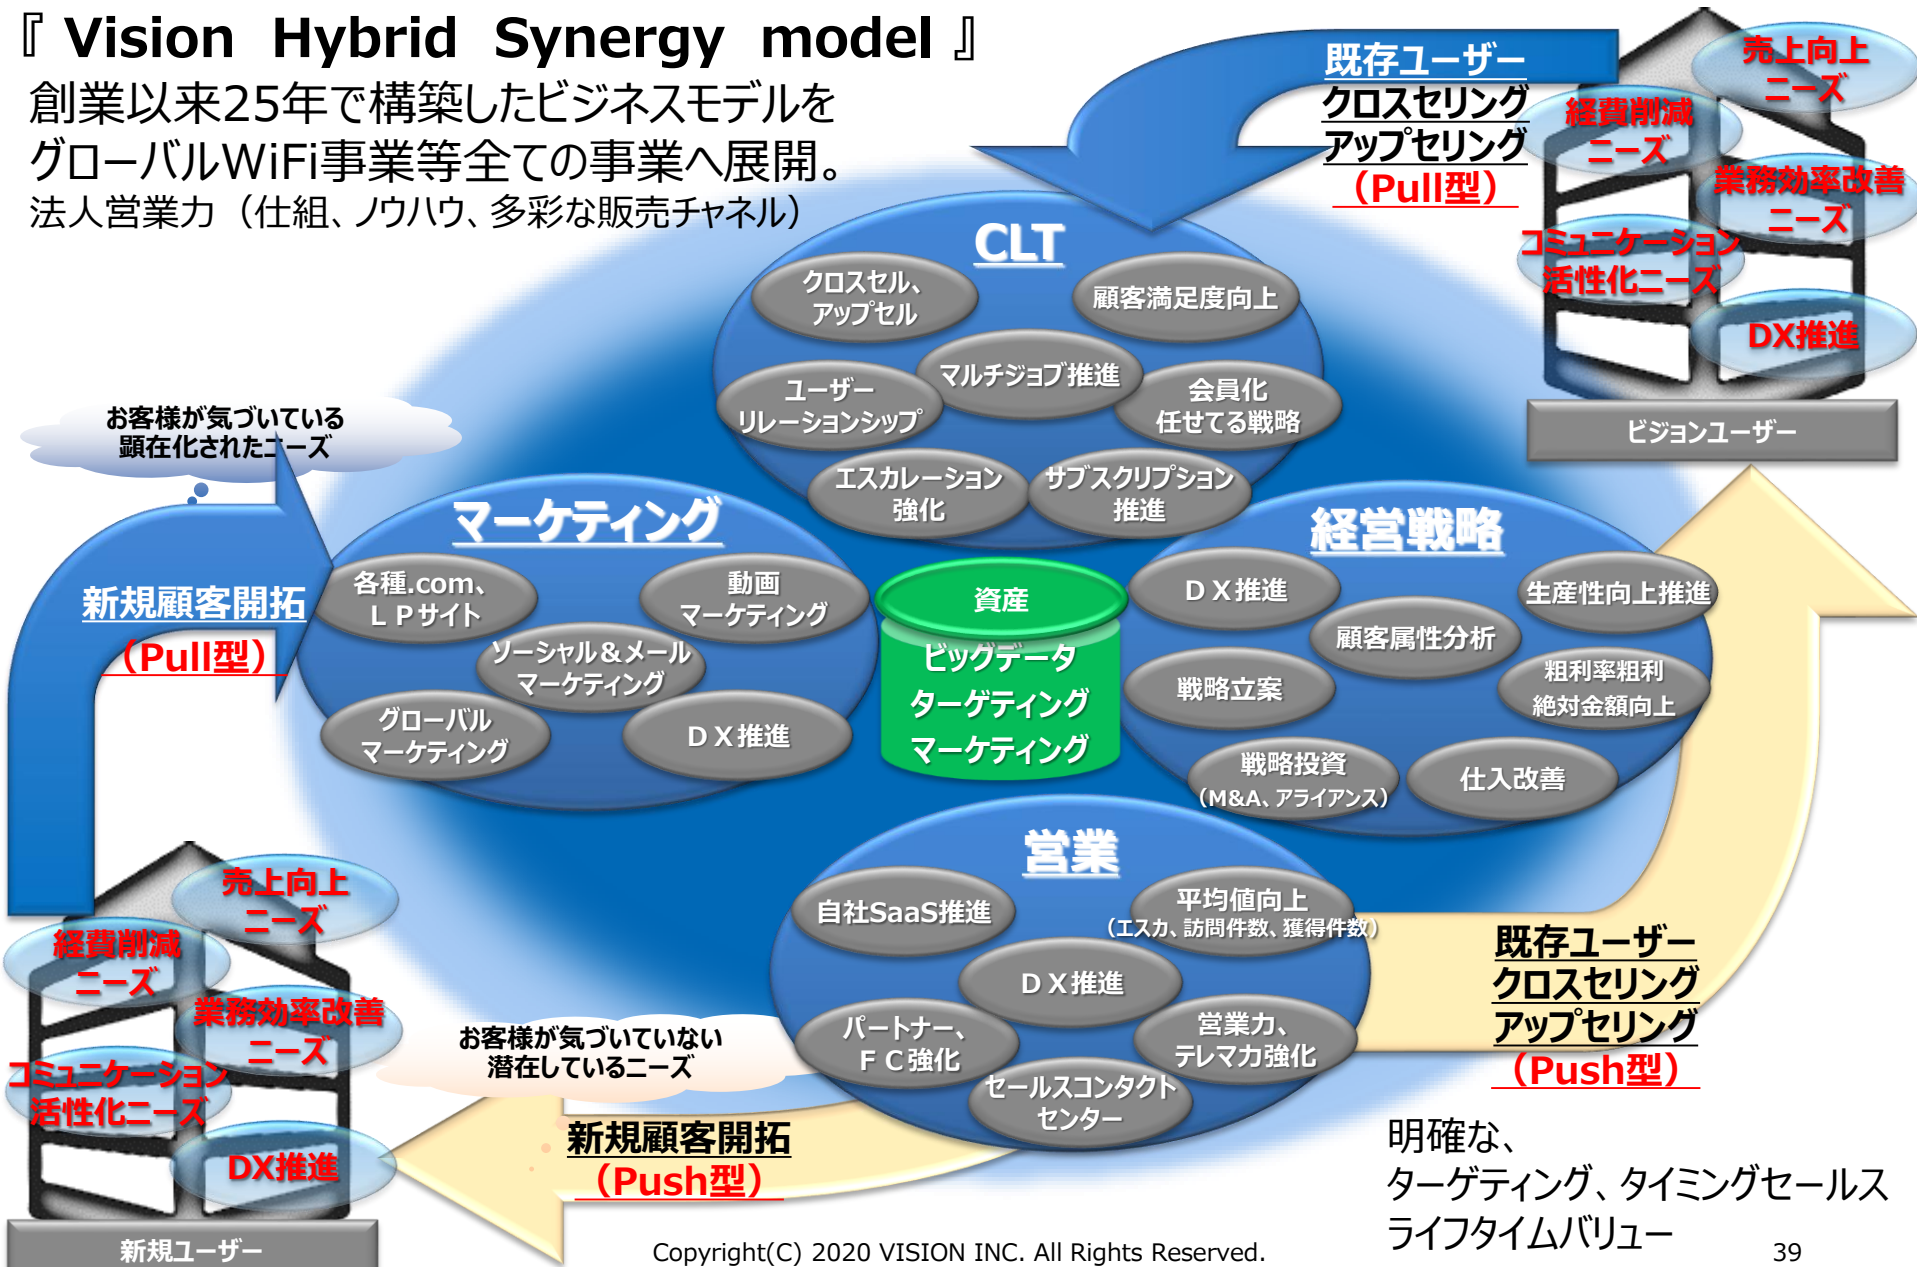 『 Vision Hybrid Synergy model 』
創業以来25年で構築したビジネスモデルを
グローバルWiFi事業等全ての事業へ展開。
法人営業力（仕組、ノウハウ、多彩な販売チャネル）
既存ユーザー
クロスセリング
アップセリング
（Pull型）
売上向上
ニーズ
経費削減
ニーズ
業務効率改善
ニーズ
コミュニケーション
活性化ニーズ
DX推進
ビジョンユーザー
CLT
クロスセル、
アップセル
顧客満足度向上
マルチジョブ推進
ユーザー
リレーションシップ
会員化
任せてる戦略
エスカレーション
強化
サブスクリプション
推進
お客様が気づいている
顕在化されたニーズ
新規顧客開拓
（Pull型）
マーケティング
各種.com、
ＬＰサイト
動画
マーケティング
ソーシャル＆メール
マーケティング
グローバル
マーケティング
ＤＸ推進
資産
ビッグデータ
ターゲティング
マーケティング
経営戦略
ＤＸ推進
生産性向上推進
顧客属性分析
戦略立案
粗利率粗利
絶対金額向上
戦略投資
（M&A、アライアンス）
仕入改善
営業
自社SaaS推進
平均値向上
（エスカ、訪問件数、獲得件数）
ＤＸ推進
パートナー、
ＦＣ強化
営業力、
テレマ力強化
セールスコンタクト
センター
既存ユーザー
クロスセリング
アップセリング
（Push型）
お客様が気づいていない
潜在しているニーズ
新規顧客開拓
（Push型）
売上向上
ニーズ
経費削減
ニーズ
業務効率改善
ニーズ
コミュニケーション
活性化ニーズ
DX推進
新規ユーザー
明確な、
ターゲティング、タイミングセールス
ライフタイムバリュー
Copyright(C) 2020 VISION INC. All Rights Reserved.
39